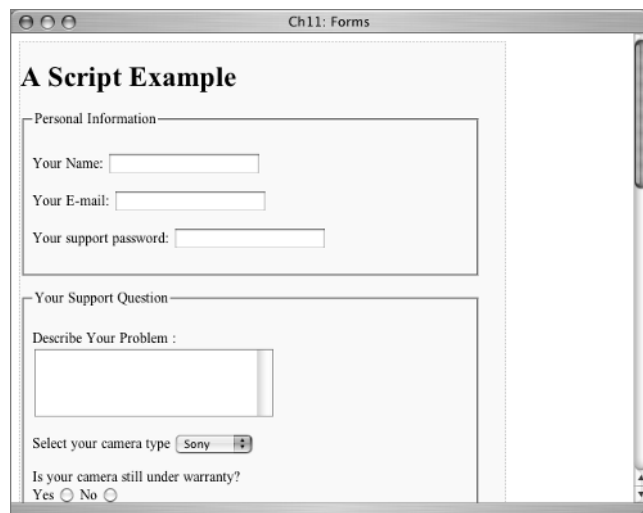 Ch11: Forms
A Script Example
Personal Information
Your Name:
Your E-mail:
Your support password:
Your Support Question
Describe Your Problem :
Select your camera type Sony
Is your camera still under warranty?
Yes No